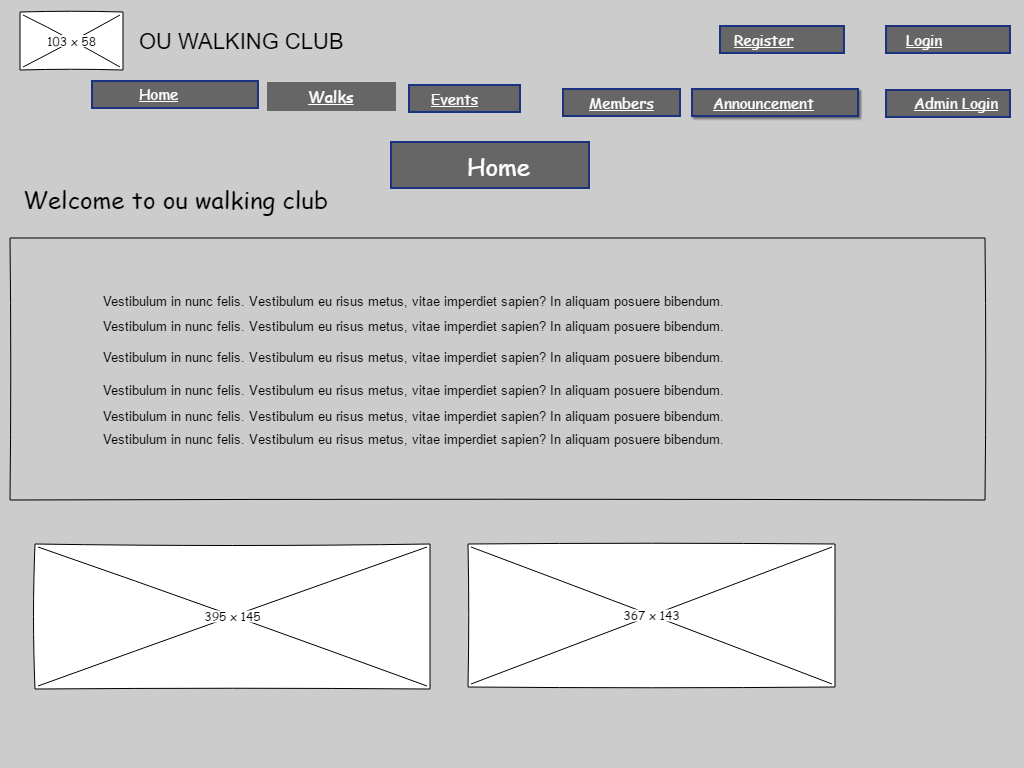 103 x 58
OU WALKING CLUB
Register
Login
Home
Walks
Events
Members
Announcement
Admin Login
Home
Welcome to ou walking club
Vestibulum in nunc felis. Vestibulum eu risus metus, vitae imperdiet sapien? In aliquam posuere bibendum.
Vestibulum in nunc felis. Vestibulum eu risus metus, vitae imperdiet sapien? In aliquam posuere bibendum.
Vestibulum in nunc felis. Vestibulum eu risus metus, vitae imperdiet sapien? In aliquam posuere bibendum.
Vestibulum in nunc felis. Vestibulum eu risus metus, vitae imperdiet sapien? In aliquam posuere bibendum.
Vestibulum in nunc felis. Vestibulum eu risus metus, vitae imperdiet sapien? In aliquam posuere bibendum.
Vestibulum in nunc felis. Vestibulum eu risus metus, vitae imperdiet sapien? In aliquam posuere bibendum.
395 x 145
367 x 143